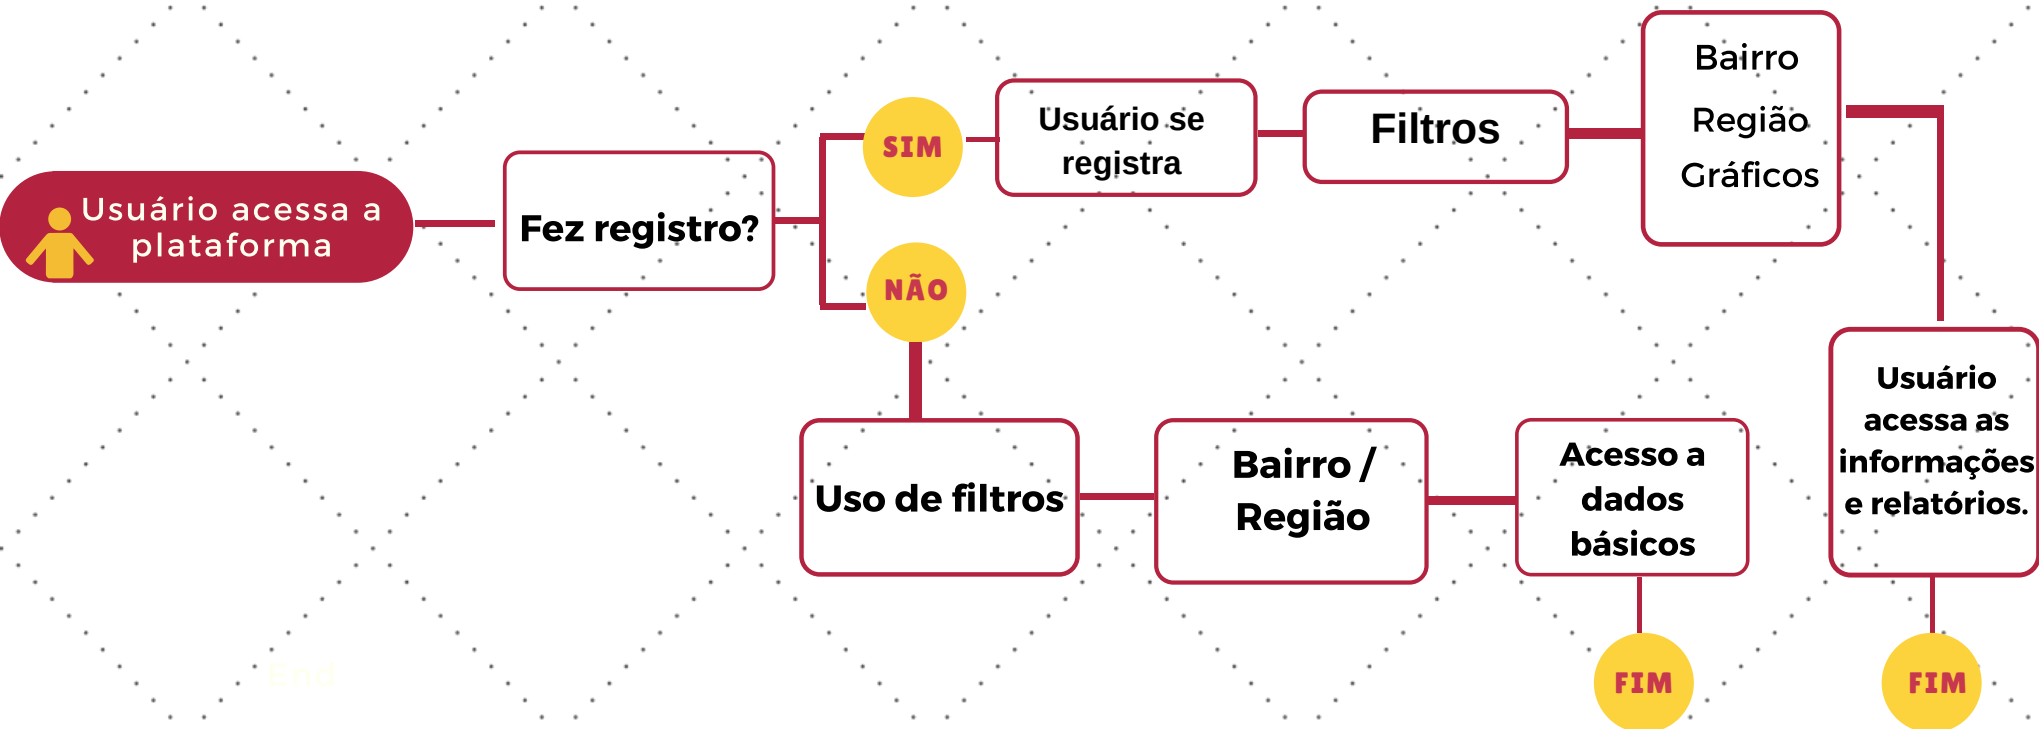 Usuário acessa a
plataforma
Fez registro?
SIM
NÃO
Usuário se
registra
Filtros
Bairro
Região
Gráficos
Usuário
acessa as
informações
e relatórios.
Uso de filtros
Bairro /
Região
Acesso a
dados
básicos
End
FIM
FIM